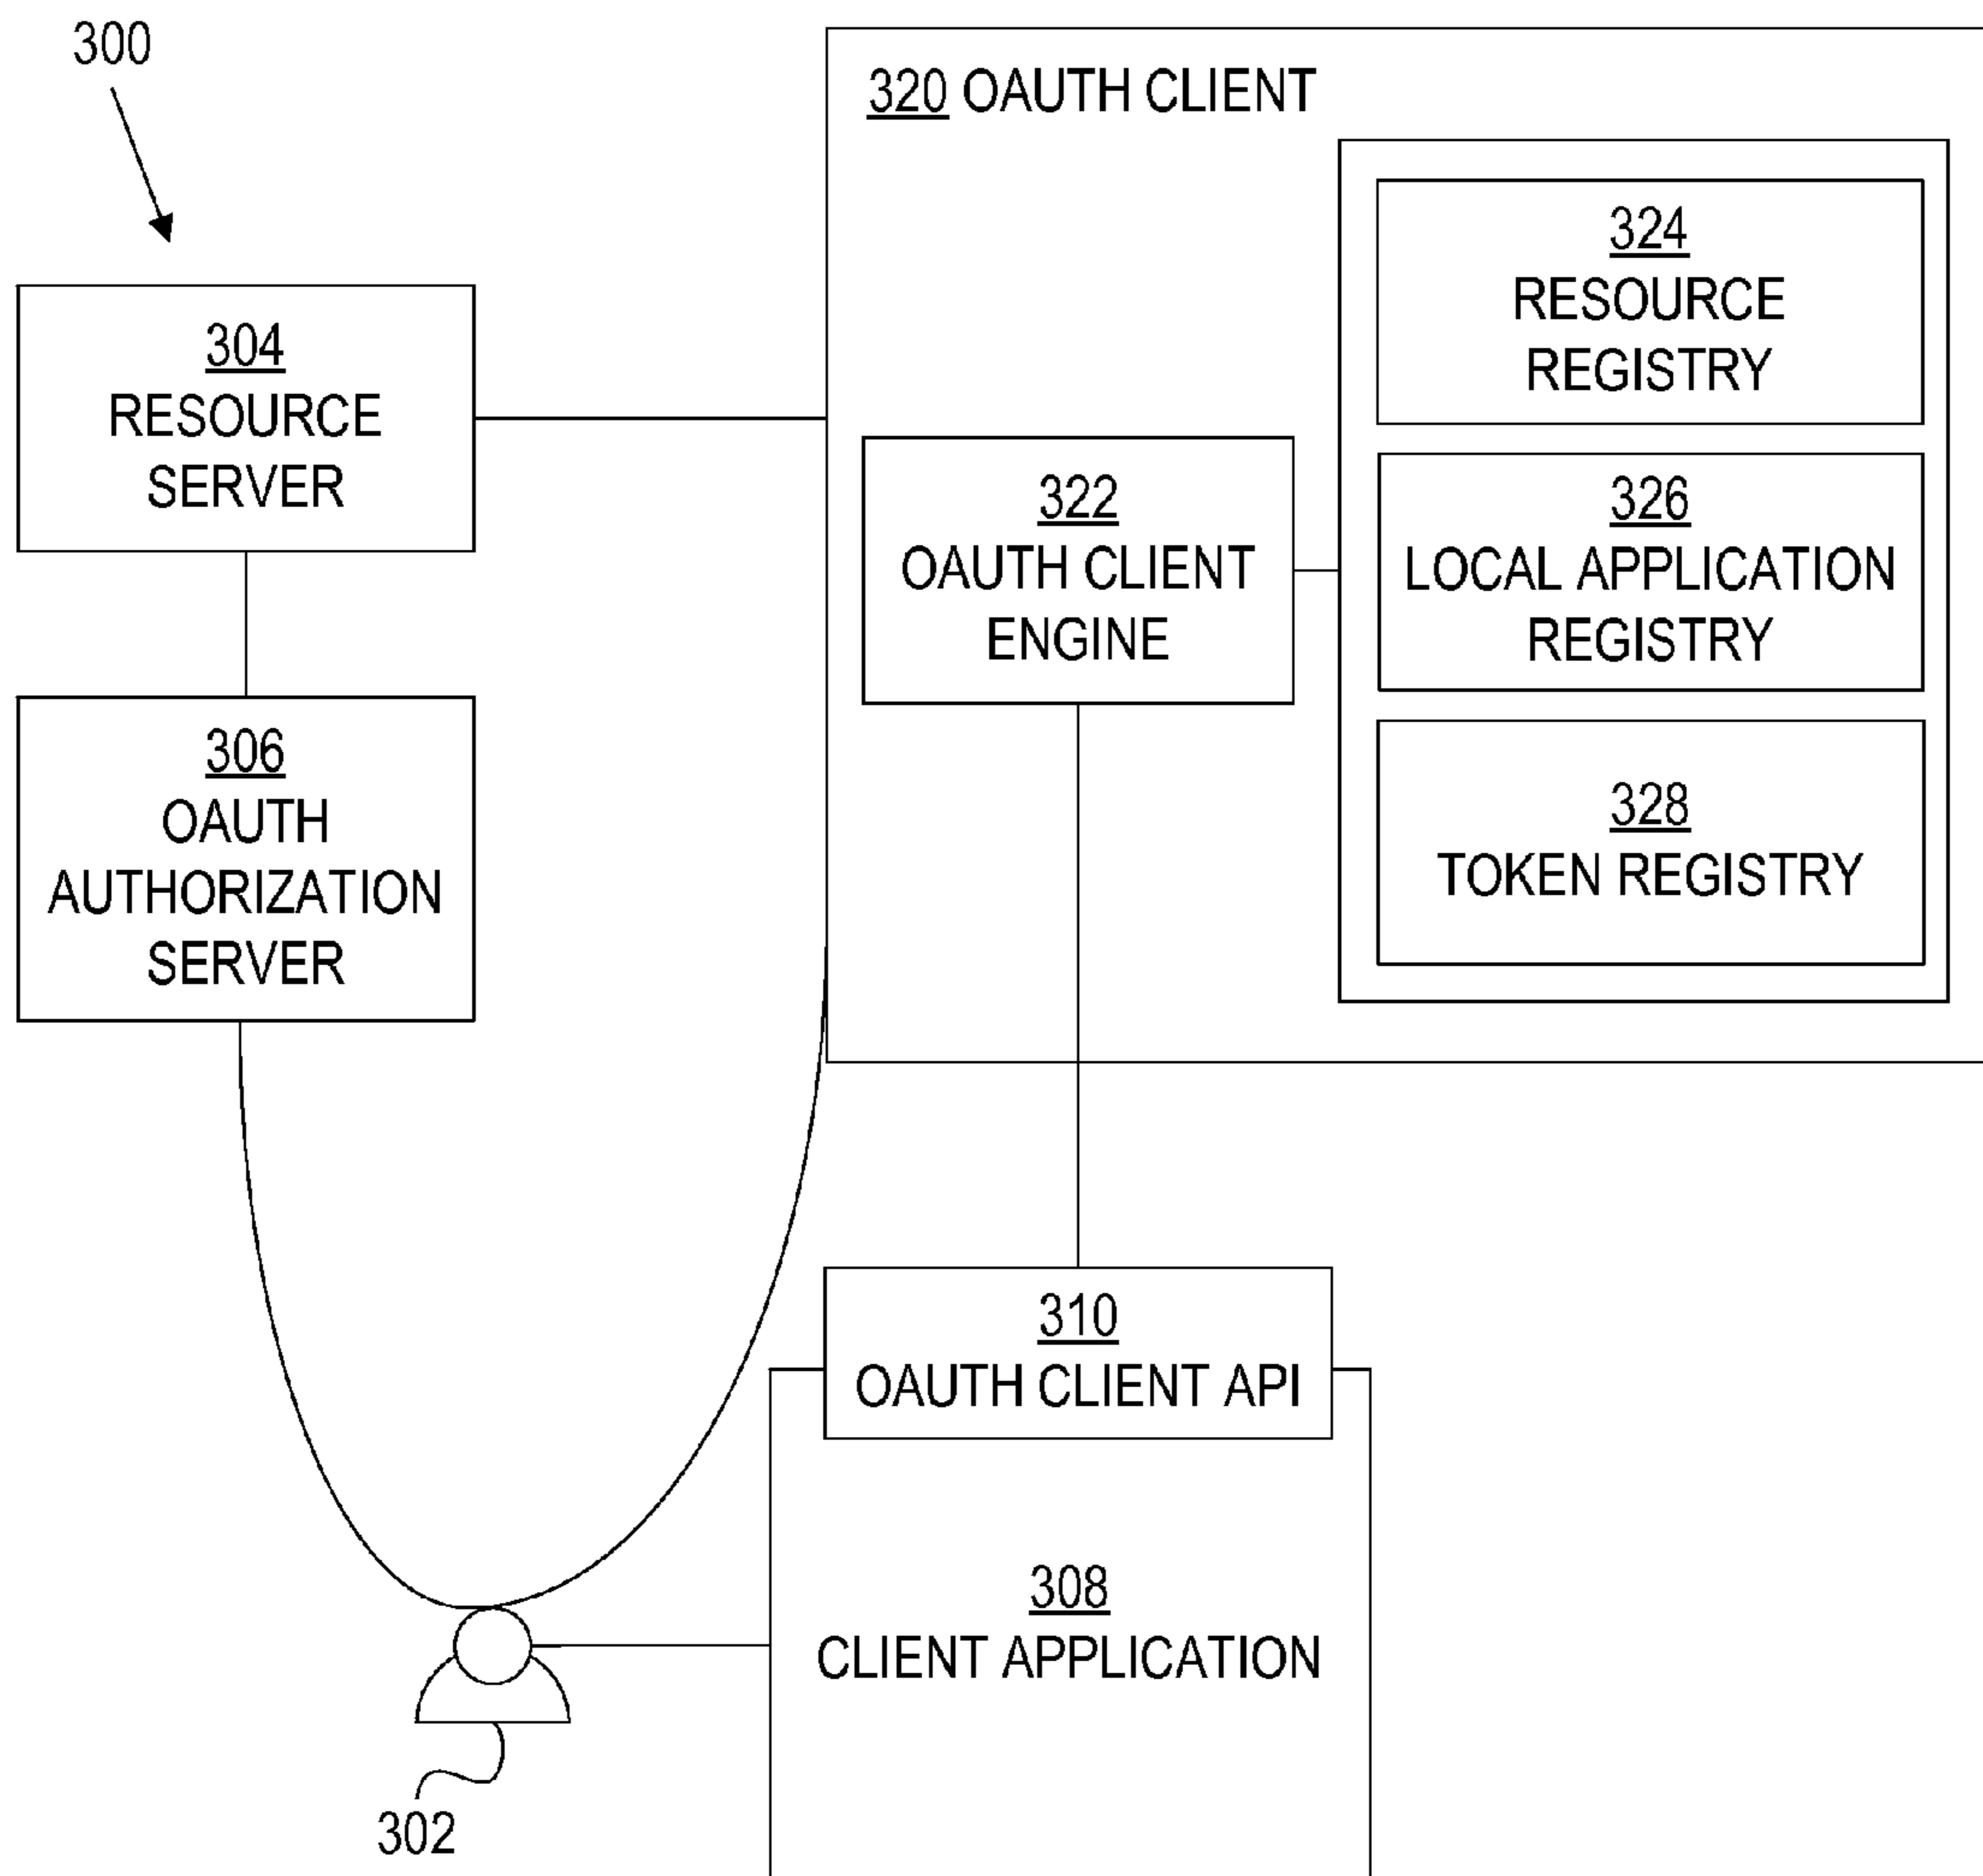 300
320 OAUTH CLIENT
324
RESOURCE
REGISTRY
304
RESOURCE
SERVER
322
OAUTH CLIENT
ENGINE
326
LOCAL APPLICATION
REGISTRY
306
OAUTH
AUTHORIZATION
SERVER
328
TOKEN REGISTRY
310
OAUTH CLIENT API
308
CLIENT APPLICATION
302